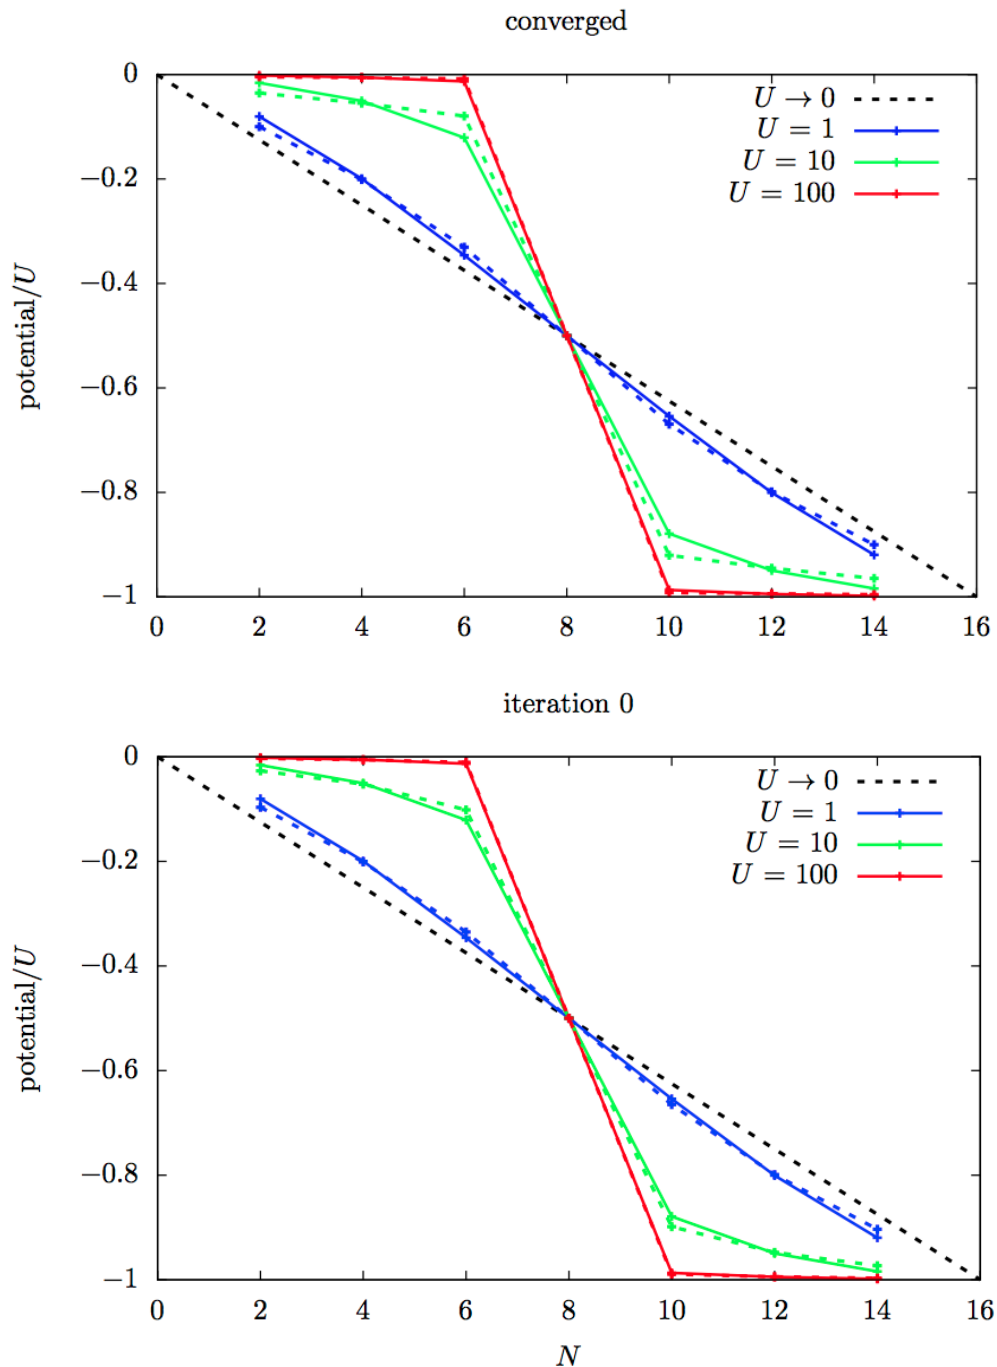 converged
0
−0.2
−0.4
−0.6
−0.8
−1
potential/U
U → 0
U = 1
U = 10
U = 100
0 2 4 6 8 10 12 14 16
iteration 0
0
−0.2
−0.4
−0.6
−0.8
−1
potential/U
U → 0
U = 1
U = 10
U = 100
0 2 4 6 8 10 12 14 16
N